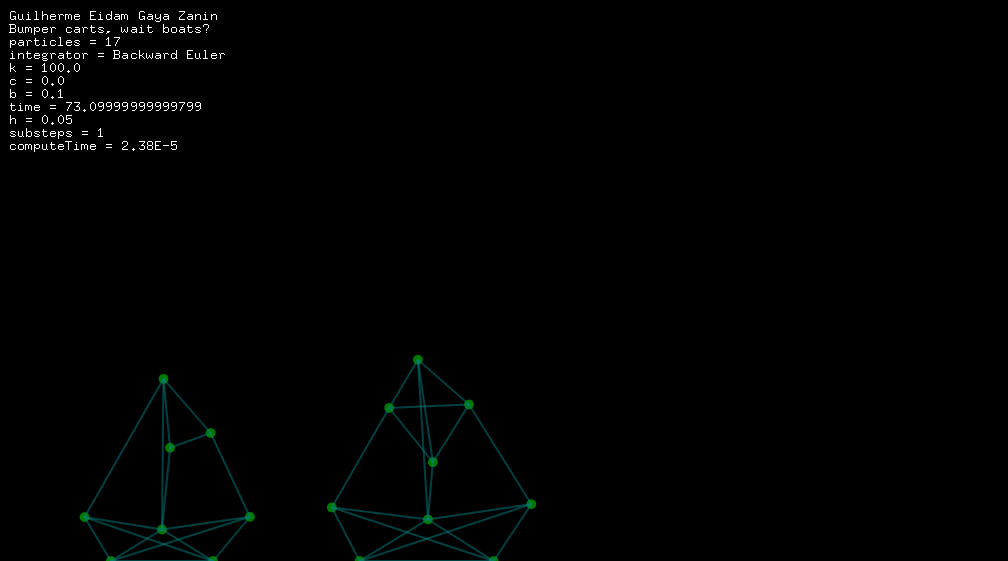 Guilherme Eidam Gaya Zanin
Bumper carts, wait boats?
particles = 17
integrator = Backward Euler
k = 100.0
c = 0.0
b = 0.1
time = 73.09999999999799
h = 0.05
substeps = 1
computeTime = 2.38E-5